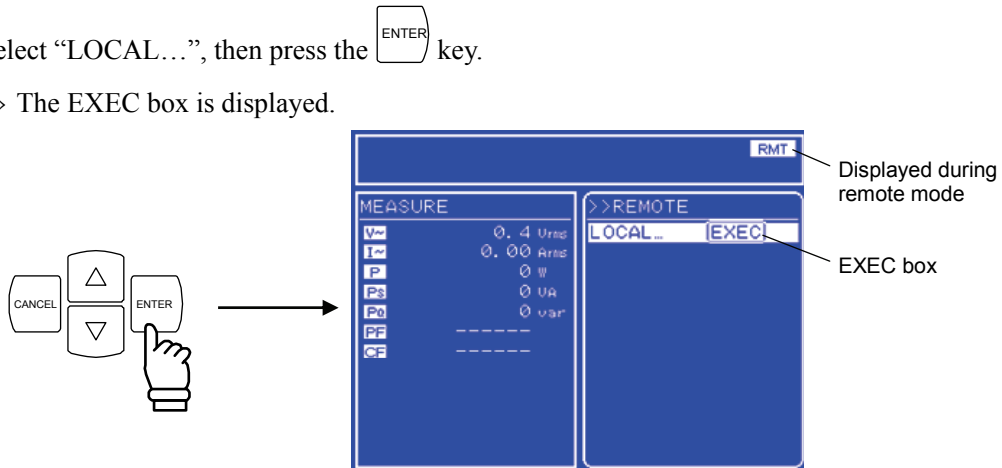 elect “LOCAL…”, then press the ENTER key.
The EXEC box is displayed.
RMT
Displayed during
remote mode
MEASURE
>>REMOTE
V~ 0.4 Vrms
LOCAL… [EXEC]
I~ 0.00 Arms
EXEC box
P 0 W
Ps 0 VA
PQ 0 var
PF ------
CF ------
CANCEL
ENTER